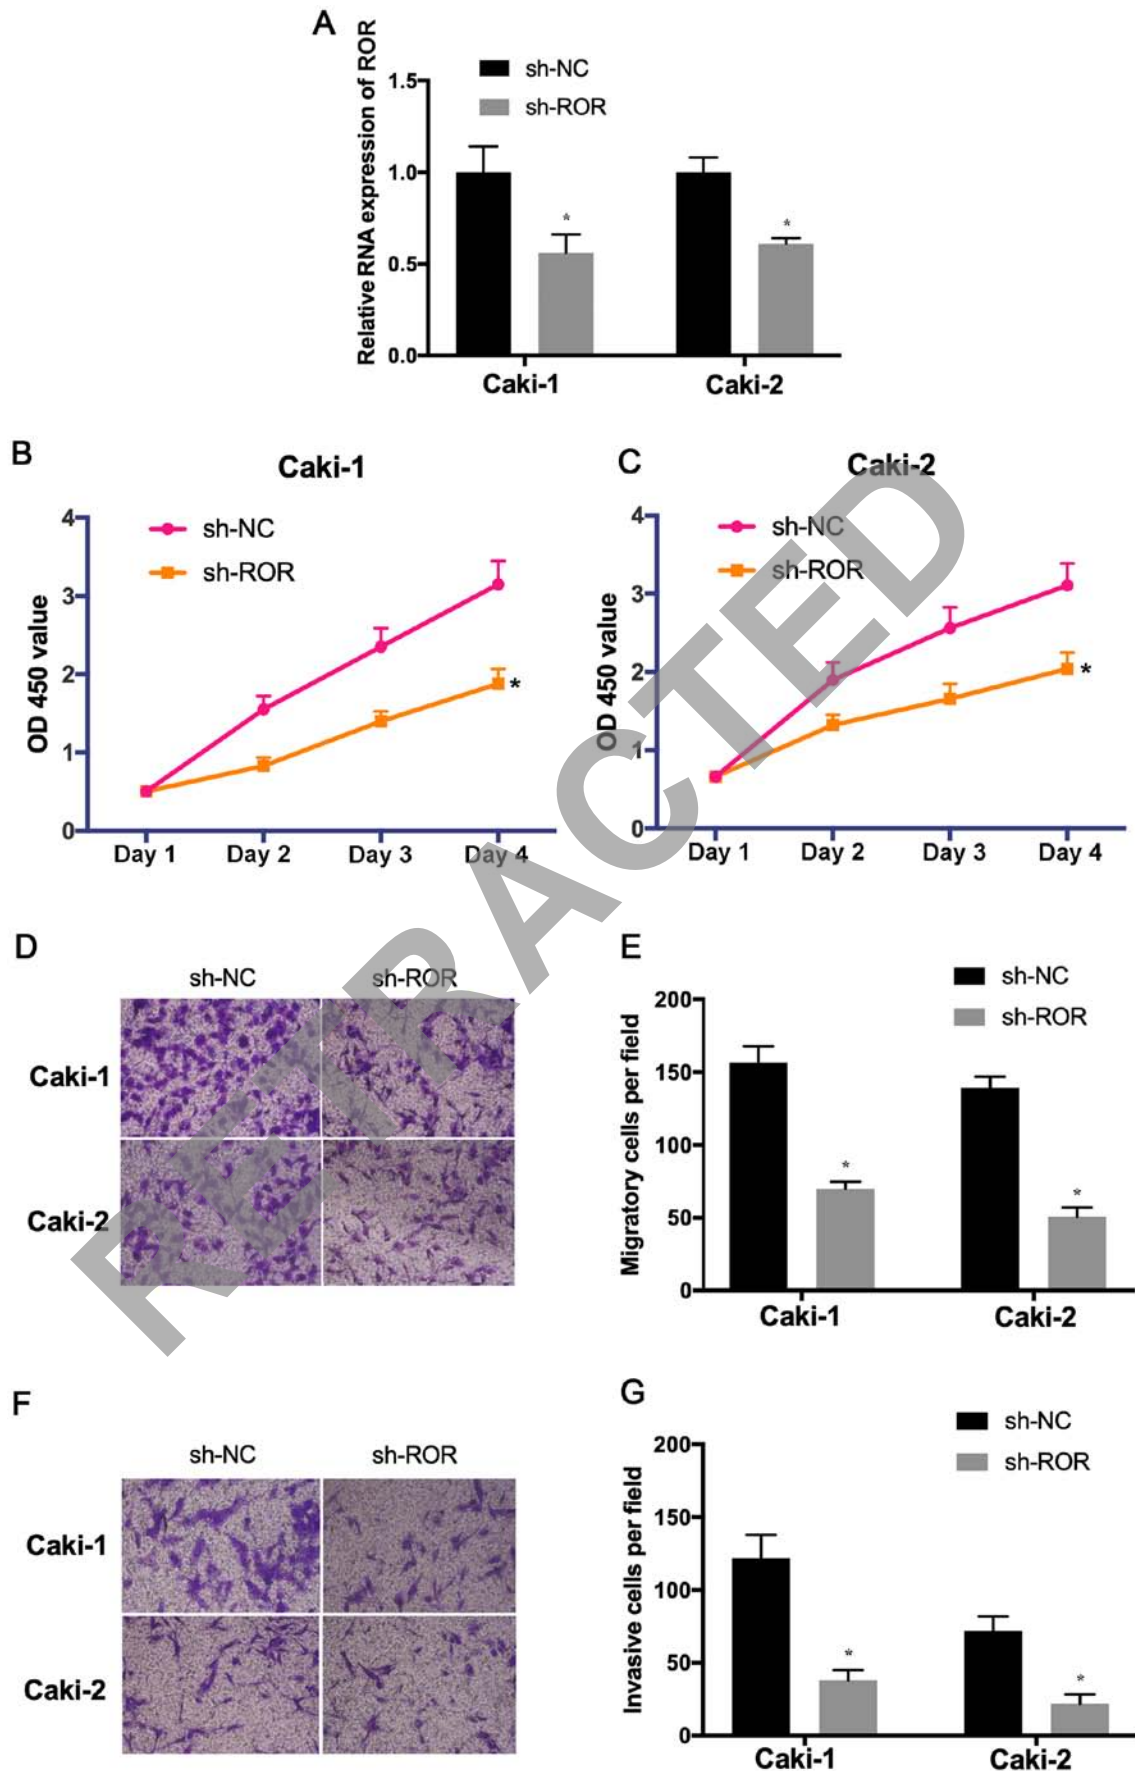 A
Relative RNA expression of ROR
sh-NC
sh-ROR
1.5
1.0
0.5
0.0
*
*
Caki-1
Caki-2
B
Caki-1
sh-NC
sh-ROR
OD 450 value
4
3
2
1
0
*
Day 1
Day 2
Day 3
Day 4
C
Caki-2
sh-NC
sh-ROR
OD 450 value
4
3
2
1
0
*
Day 1
Day 2
Day 3
Day 4
RETRACTED
D
sh-NC
sh-ROR
Caki-1
Caki-2
E
sh-NC
sh-ROR
Migratory cells per field
200
150
100
50
0
*
*
Caki-1
Caki-2
F
sh-NC
sh-ROR
Caki-1
Caki-2
G
sh-NC
sh-ROR
Invasive cells per field
200
150
100
50
0
*
*
Caki-1
Caki-2